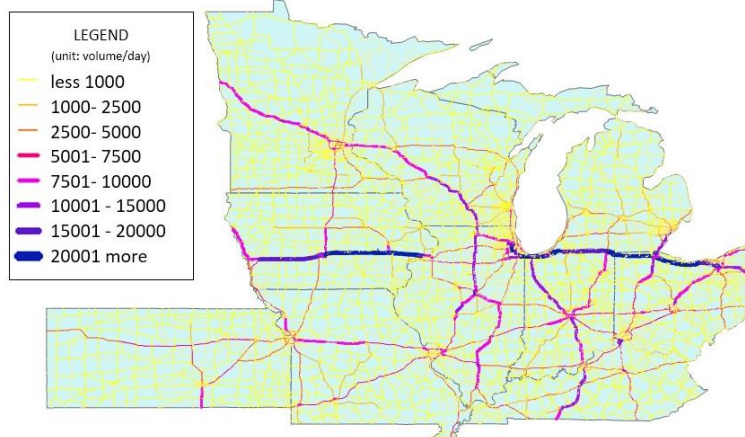 LEGEND
(unit: volume/day)
less 1000
1000- 2500
2500- 5000
5001- 7500
7501- 10000
10001 - 15000
15001 - 20000
20001 more